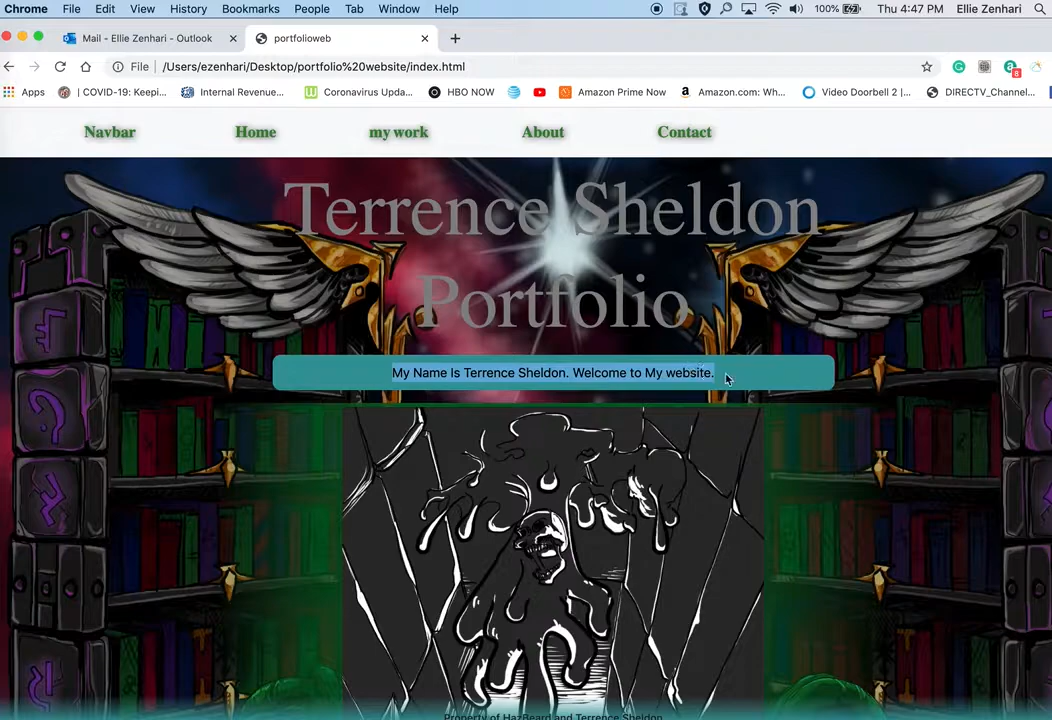 Chrome File Edit View History Bookmarks People Tab Window Help 100% Thu 4:47 PM Ellie Zenhari
Mail - Ellie Zenhari - Outlook portfolioweb
File /Users/ezenhari/Desktop/portfolio%20website/index.html
Apps | COVID-19: Keepi... Internal Revenue... Coronavirus Upda... HBO NOW Amazon Prime Now Amazon.com: Wh... Video Doorbell 2 |... DIRECTV_Channel... 8
Navbar Home my work About Contact
Terrence Sheldon
Portfolio
My Name Is Terrence Sheldon. Welcome to My website.
Property of HazBeard and Terrence Sheldon